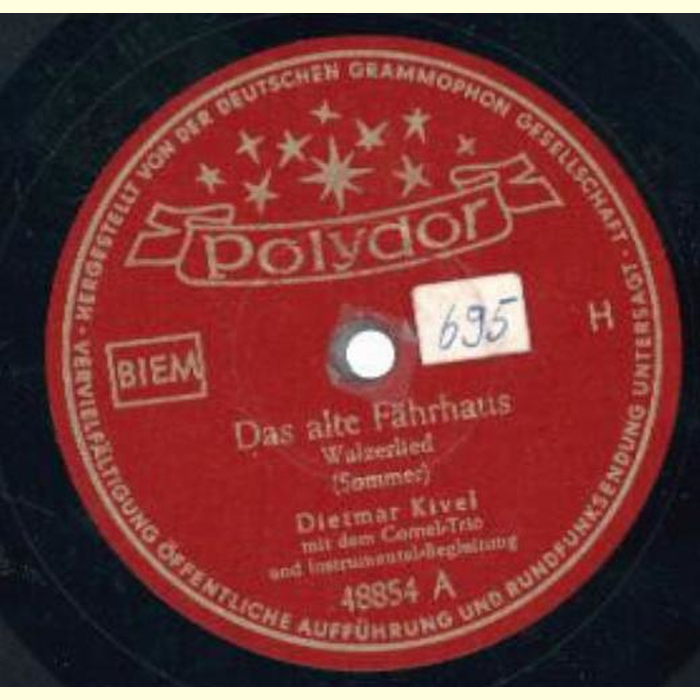 HERGESTELLT VON DER DEUTSCHEN GRAMMOPHON GESELLSCHAFT · VERVIELFÄLTIGUNG ÖFFENTLICHE AUFFÜHRUNG UND RUNDFUNKSENDUNG UNTERSAGT ·
Polydor
695
H
BIEM
Das alte Fährhaus
Walzerlied
(Sommer)
Dietmar Kivel
mit dem Cornel-Trio
und Instrumental-Begleitung
48854 A